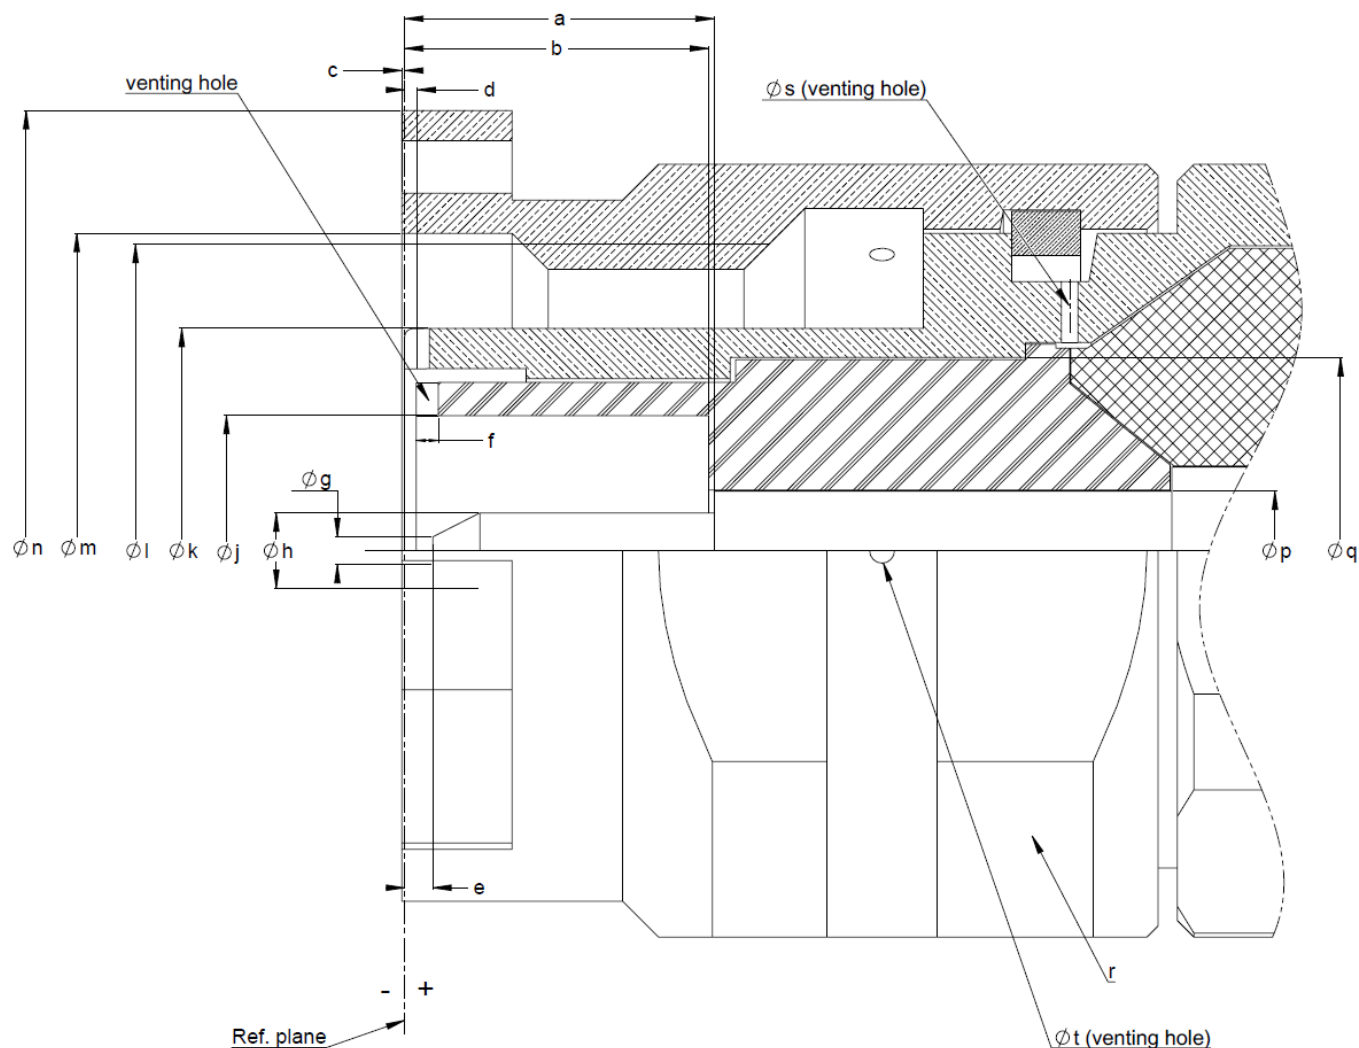 a
b
c
venting hole
d
⌀s (venting hole)
f
⌀g
⌀n
⌀m
⌀l
⌀k
⌀j
⌀h
⌀p
⌀q
e
r
- +
Ref. plane
⌀t (venting hole)